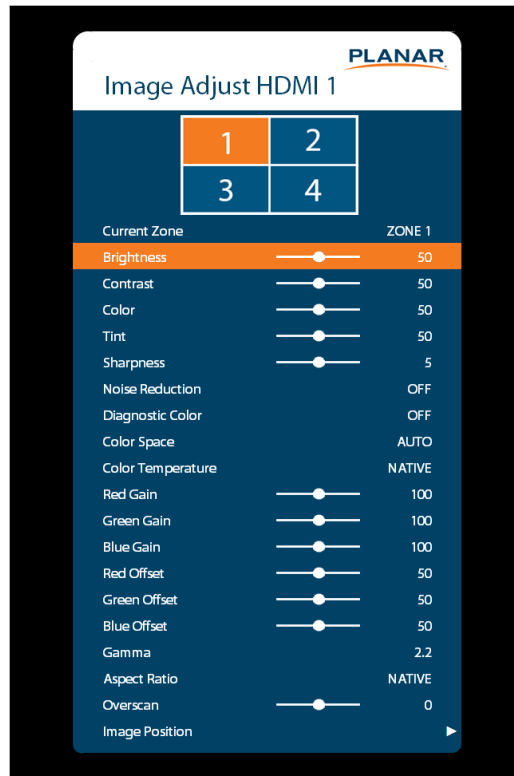 PLANAR
Image Adjust HDMI 1
1 2
3 4
Current Zone ZONE 1
Brightness 50
Contrast 50
Color 50
Tint 50
Sharpness 5
Noise Reduction OFF
Diagnostic Color OFF
Color Space AUTO
Color Temperature NATIVE
Red Gain 100
Green Gain 100
Blue Gain 100
Red Offset 50
Green Offset 50
Blue Offset 50
Gamma 2.2
Aspect Ratio NATIVE
Overscan 0
Image Position